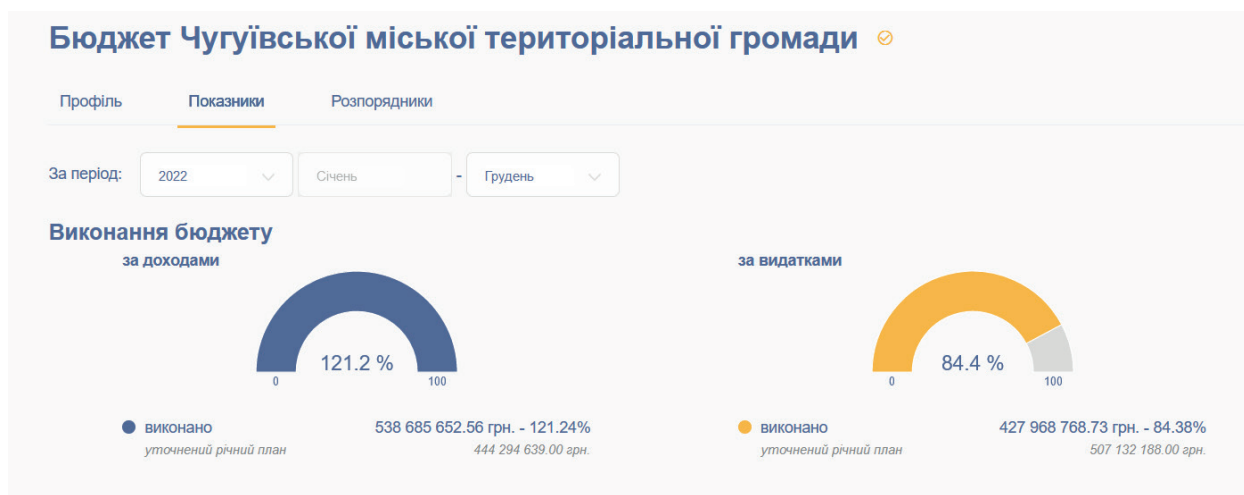 Бюджет Чугуївської міської територіальної громади
Профіль Показники Розпорядники
За період: 2022 Січень - Грудень
Виконання бюджету
за доходами за видатками
121.2 % 84.4 %
0 100 0 100
виконано 538 685 652.56 грн. - 121.24% виконано 427 968 768.73 грн. - 84.38%
уточнений річний план 444 294 639.00 грн. уточнений річний план 507 132 188.00 грн.